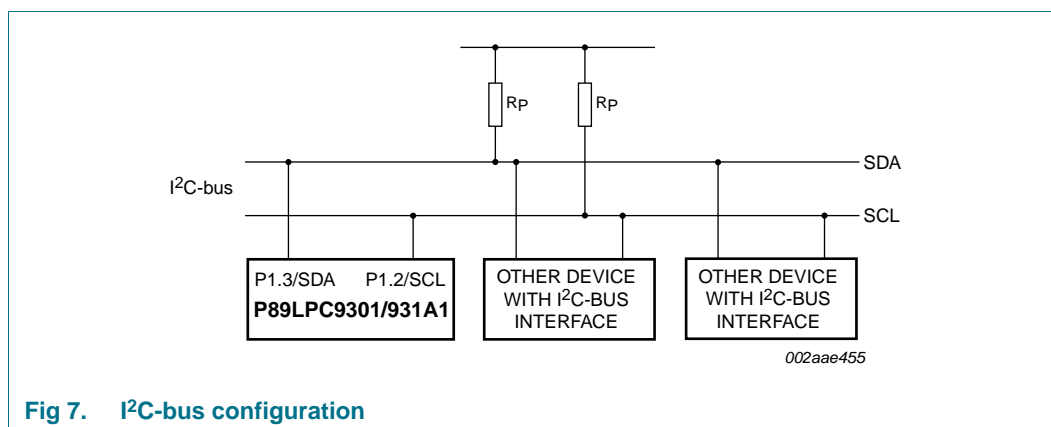 RP
RP
SDA
I2C-bus
SCL
P1.3/SDA P1.2/SCL
P89LPC9301/931A1
OTHER DEVICE
WITH I2C-BUS
INTERFACE
OTHER DEVICE
WITH I2C-BUS
INTERFACE
002aae455
Fig 7. I2C-bus configuration